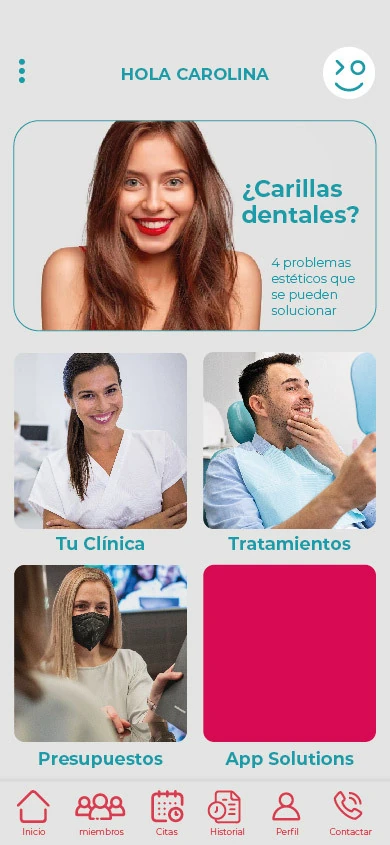 HOLA CAROLINA
¿Carillas
dentales?
4 problemas
estéticos que
se pueden
solucionar
Tu Clínica
Tratamientos
Presupuestos
App Solutions
Inicio
miembros
Citas
Historial
Perfil
Contactar